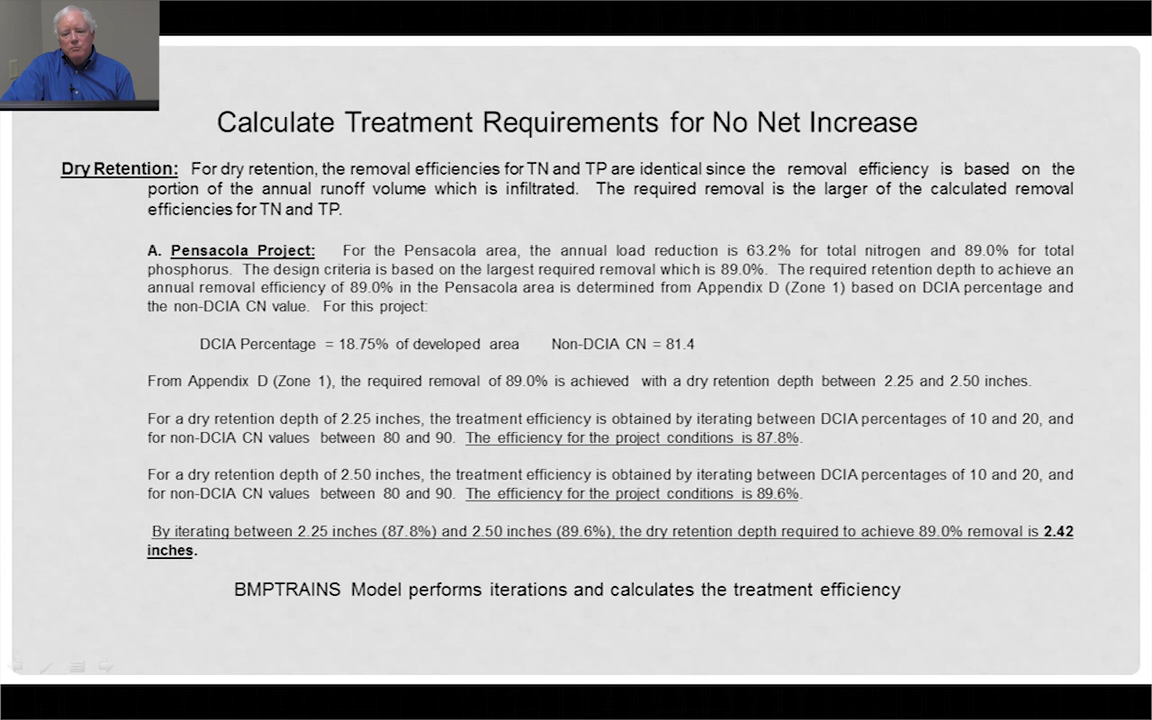 Calculate Treatment Requirements for No Net Increase
Dry Retention: For dry retention, the removal efficiencies for TN and TP are identical since the removal efficiency is based on the
portion of the annual runoff volume which is infiltrated. The required removal is the larger of the calculated removal
efficiencies for TN and TP.
A. Pensacola Project: For the Pensacola area, the annual load reduction is 63.2% for total nitrogen and 89.0% for total
phosphorus. The design criteria is based on the largest required removal which is 89.0%. The required retention depth to achieve an
annual removal efficiency of 89.0% in the Pensacola area is determined from Appendix D (Zone 1) based on DCIA percentage and
the non-DCIA CN value. For this project:
DCIA Percentage = 18.75% of developed area Non-DCIA CN = 81.4
From Appendix D (Zone 1), the required removal of 89.0% is achieved with a dry retention depth between 2.25 and 2.50 inches.
For a dry retention depth of 2.25 inches, the treatment efficiency is obtained by iterating between DCIA percentages of 10 and 20, and
for non-DCIA CN values between 80 and 90. The efficiency for the project conditions is 87.8%.
For a dry retention depth of 2.50 inches, the treatment efficiency is obtained by iterating between DCIA percentages of 10 and 20, and
for non-DCIA CN values between 80 and 90. The efficiency for the project conditions is 89.6%.
By iterating between 2.25 inches (87.8%) and 2.50 inches (89.6%), the dry retention depth required to achieve 89.0% removal is 2.42
inches.
BMPTRAINS Model performs iterations and calculates the treatment efficiency